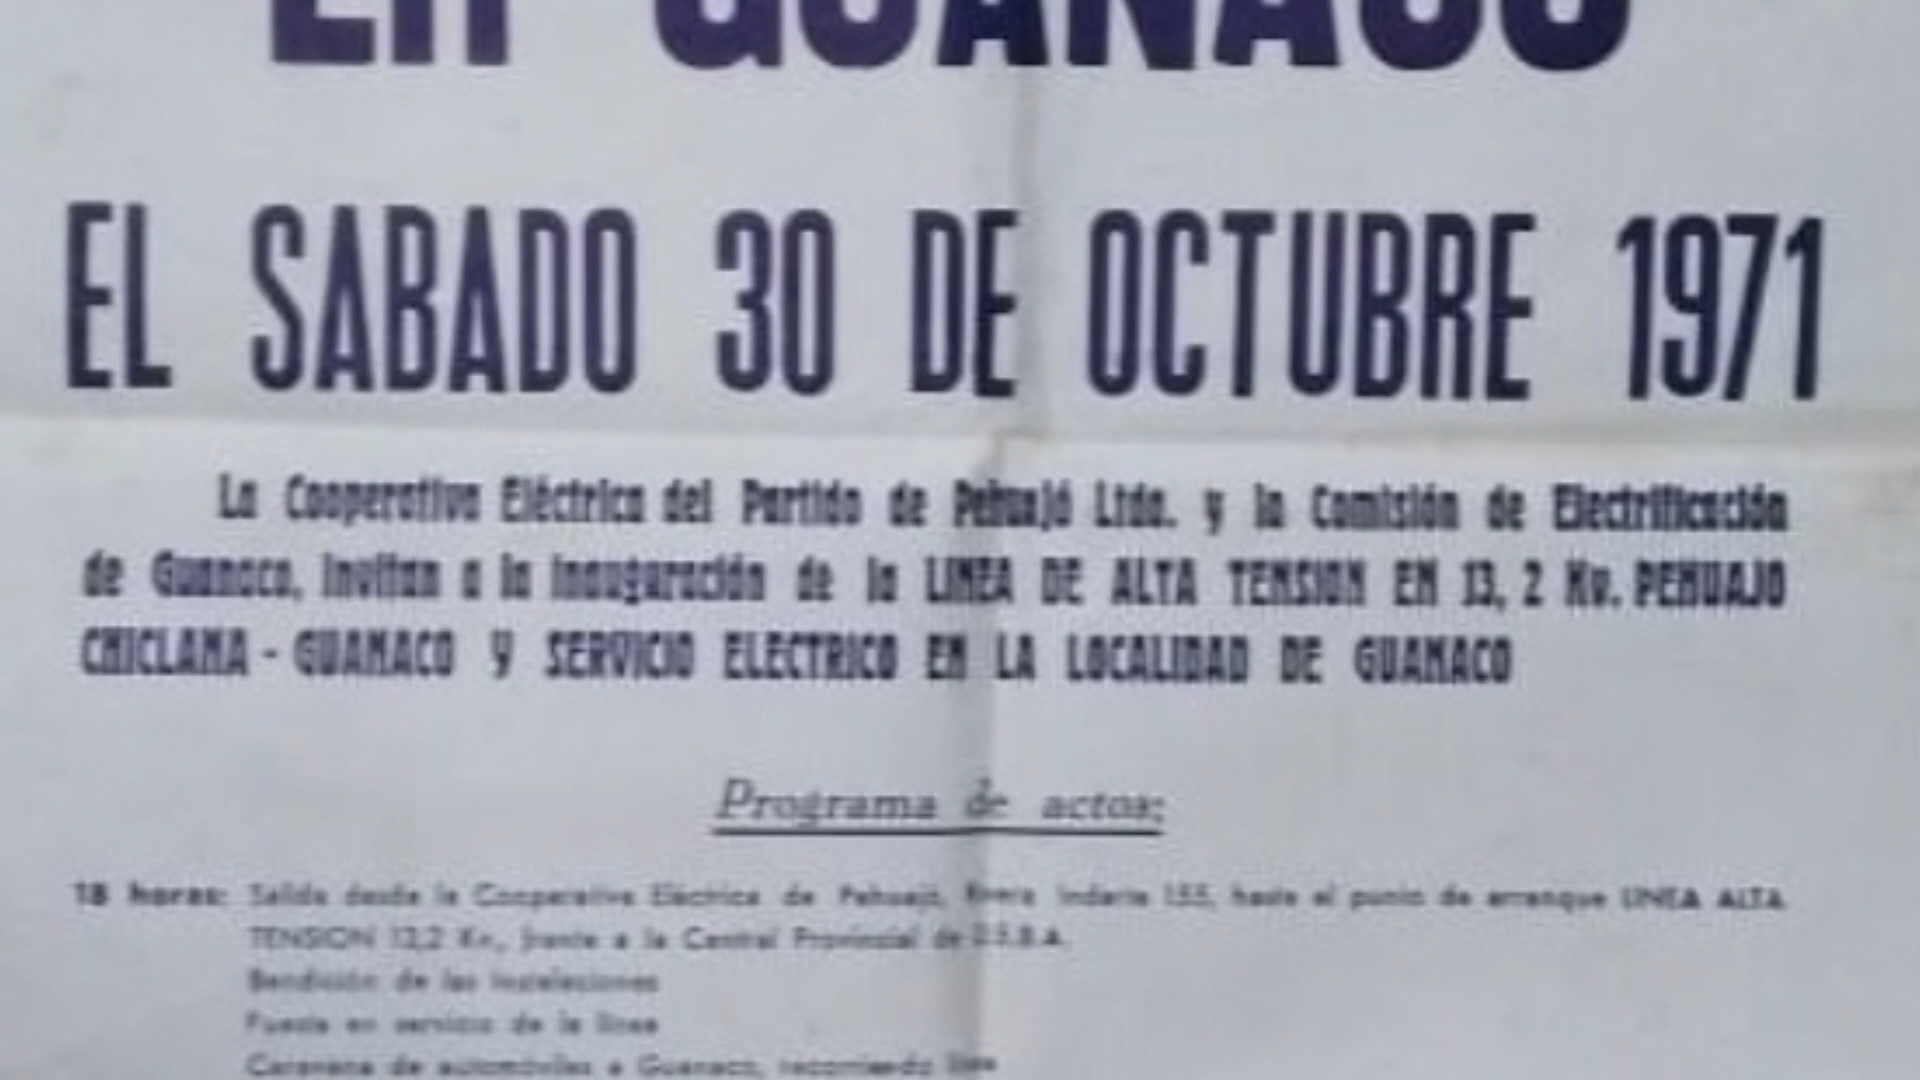 En GUANACO
EL SABADO 30 DE OCTUBRE 1971
La Cooperativa Eléctrica del Partido de Pehuajó Ltda. y la Comisión de Electrificación
de Guanaco, invitan a la inauguración de la LINEA DE ALTA TENSION EN 13, 2 Kv. PEHUAJO
CHICLANA - GUANACO Y SERVICIO ELECTRICO EN LA LOCALIDAD DE GUANACO
Programa de actos:
18 horas: Salida desde la Cooperativa Eléctrica de Pehuajó, Rivera Indarte 155, hasta el punto de arranque LINEA ALTA
TENSION 13,2 Kv., frente a la Central Provincial de D.E.B.A.
Bendición de las instalaciones
Puesta en servicio de la línea
Caravana de automóviles a Guanaco, recorriendo línea